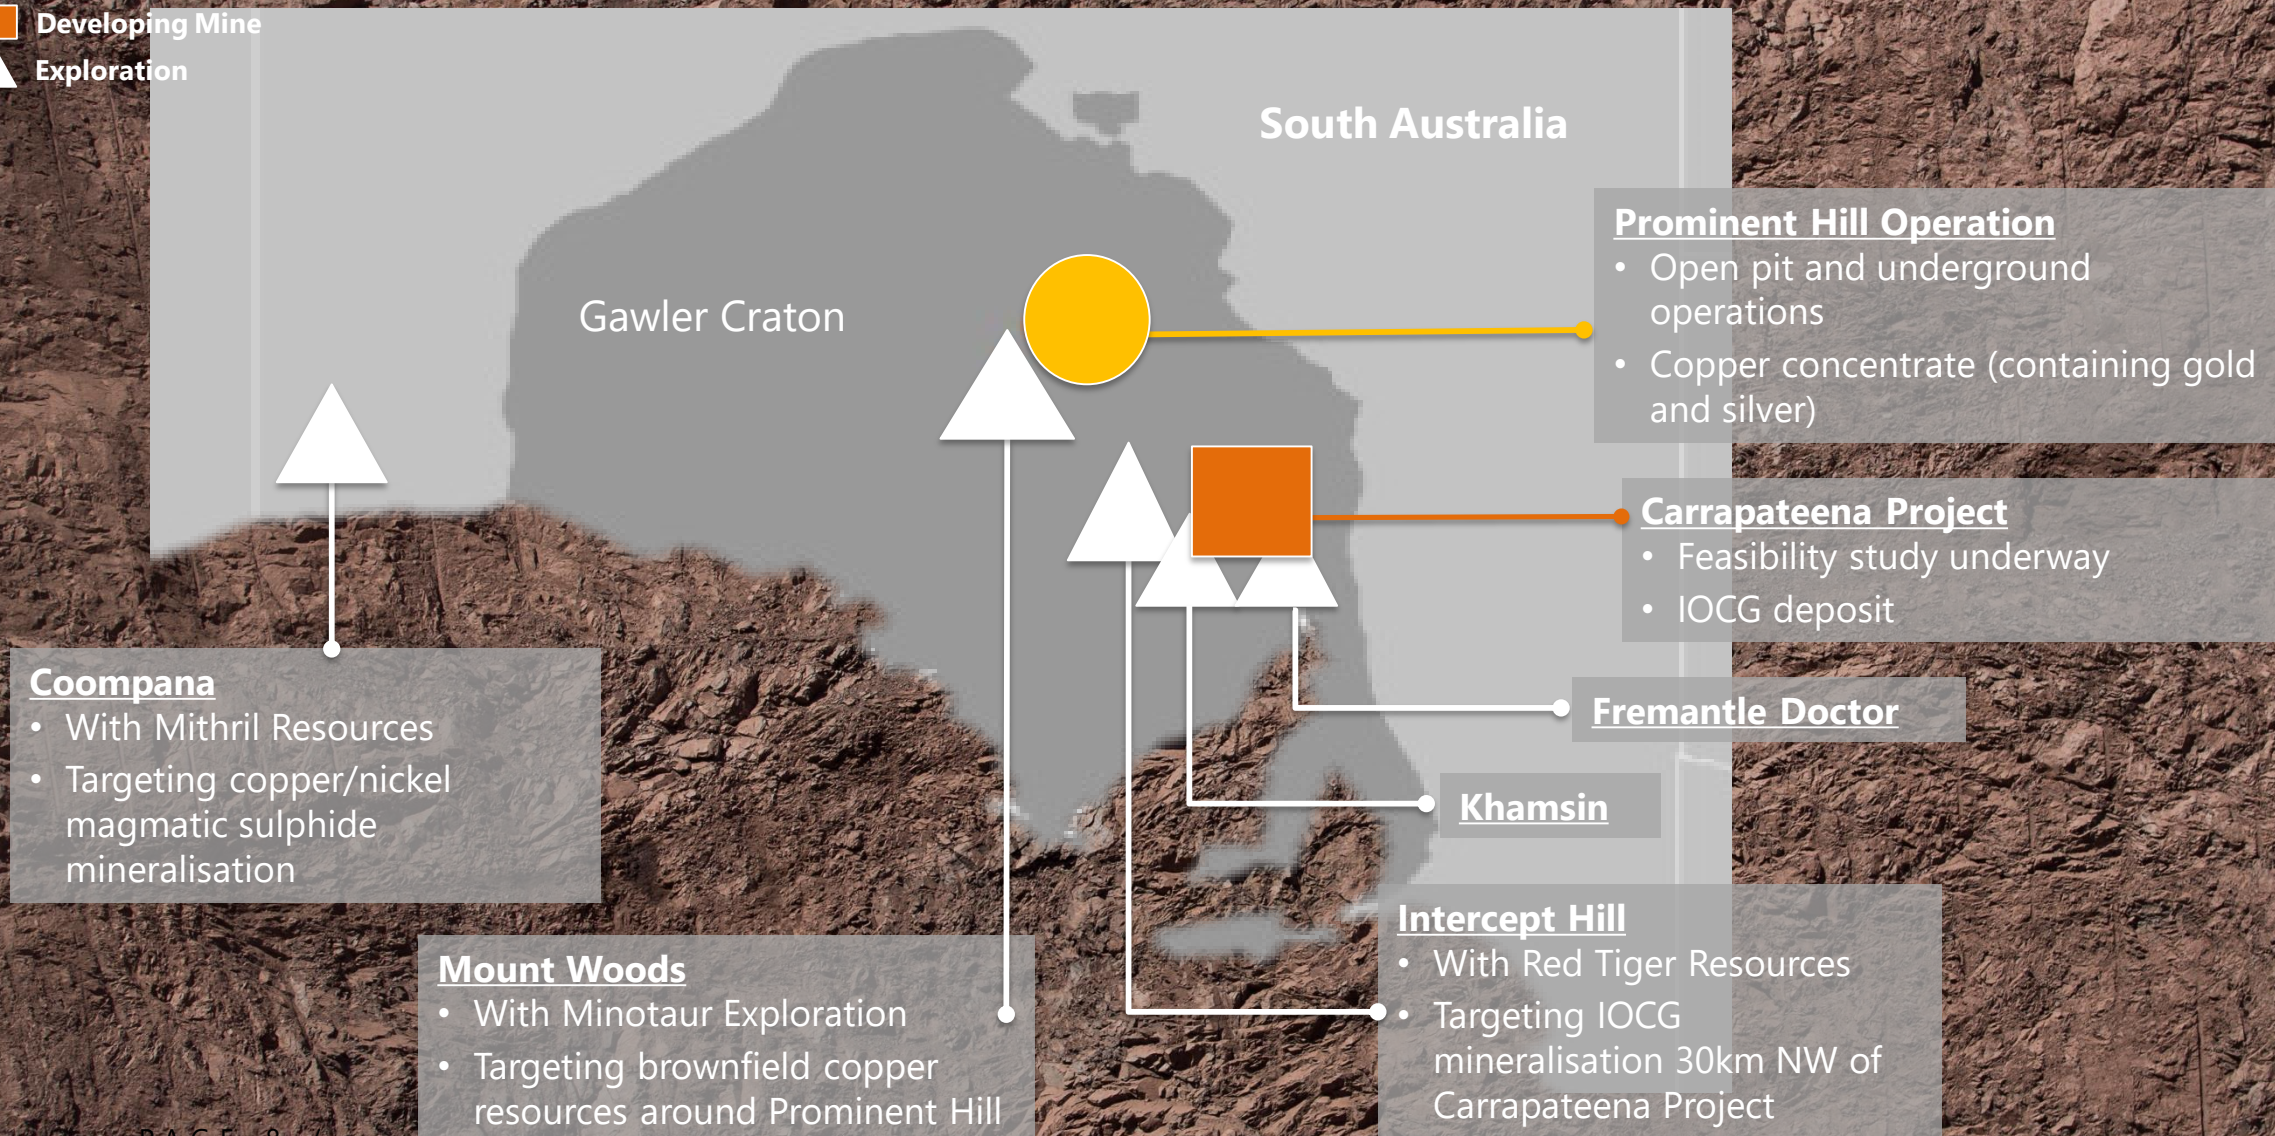 Developing Mine
Exploration
South Australia
Gawler Craton
Prominent Hill Operation
• Open pit and underground
operations
• Copper concentrate (containing gold
and silver)
Carrapateena Project
• Feasibility study underway
• IOCG deposit
Fremantle Doctor
Khamsin
Coompana
• With Mithril Resources
• Targeting copper/nickel
magmatic sulphide
mineralisation
Mount Woods
• With Minotaur Exploration
• Targeting brownfield copper
resources around Prominent Hill
Intercept Hill
• With Red Tiger Resources
• Targeting IOCG
mineralisation 30km NW of
Carrapateena Project
PAGE 8 /